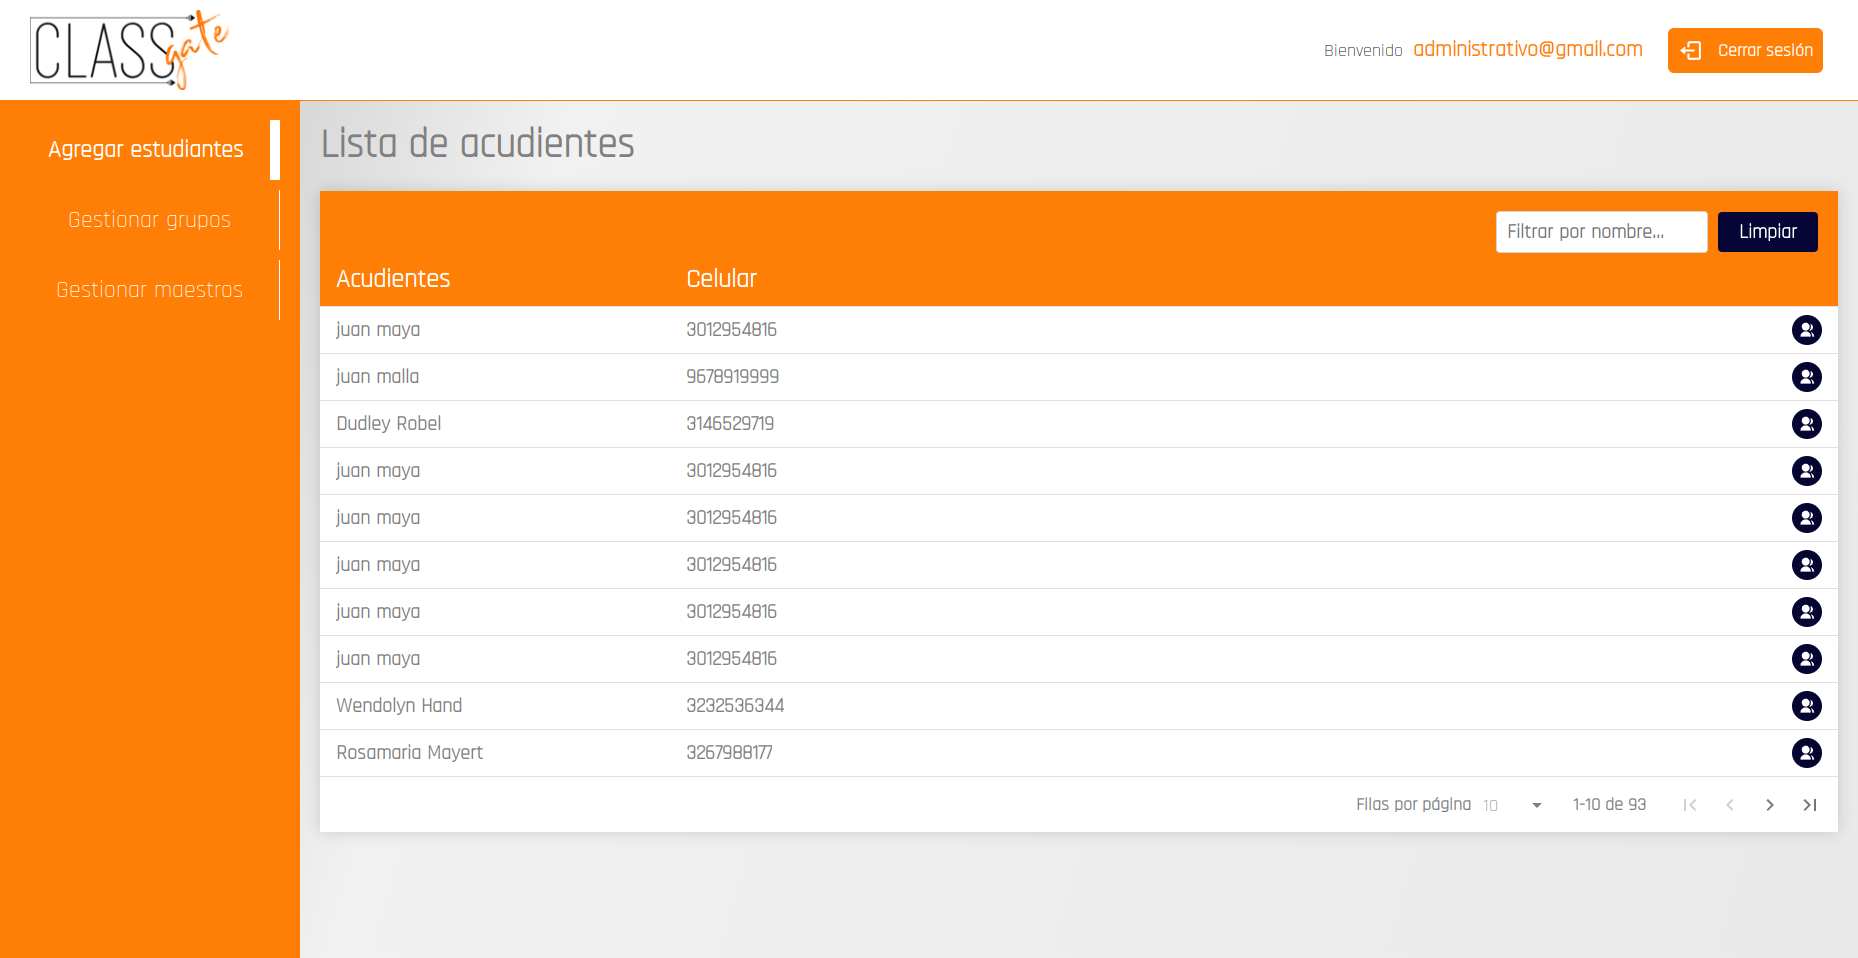 CLASSgate
Bienvenido administrativo@gmail.com
Cerrar sesión
Agregar estudiantes
Gestionar grupos
Gestionar maestros
Lista de acudientes
Filtrar por nombre...
Limpiar
Acudientes Celular
juan maya 3012954816
juan malla 9678919999
Dudley Robel 3146529719
juan maya 3012954816
juan maya 3012954816
juan maya 3012954816
juan maya 3012954816
juan maya 3012954816
Wendolyn Hand 3232536344
Rosamaria Mayert 3267988177
Filas por página 10 1-10 de 93